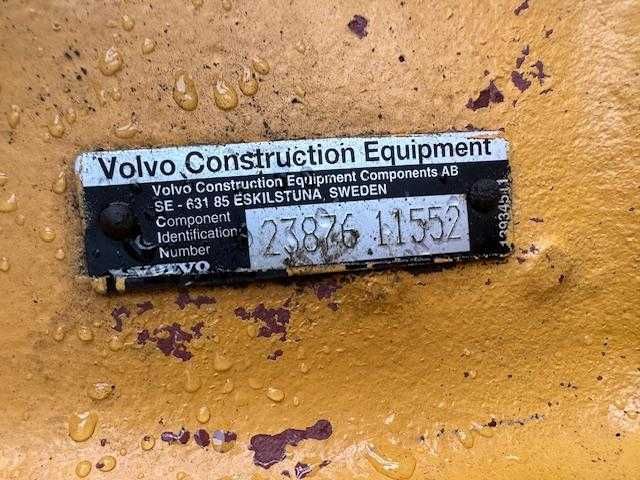 Volvo Construction Equipment
Volvo Construction Equipment Components AB
SE - 631 85 ESKILSTUNA, SWEDEN
Component
Identification
Number
23876 11552
VOLVO